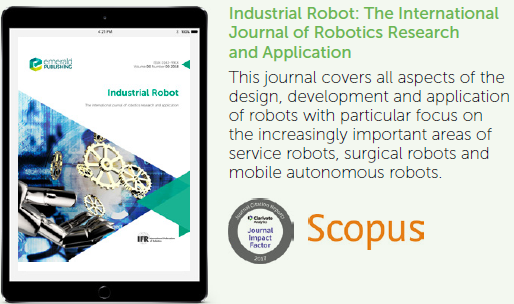 4:21 PM
emerald
PUBLISHING
Industrial Robot
The international journal of robotics research and application
IFR
Industrial Robot: The International
Journal of Robotics Research
and Application
This journal covers all aspects of the
design, development and application
of robots with particular focus on
the increasingly important areas of
service robots, surgical robots and
mobile autonomous robots.
Journal Citation Reports
Clarivate
Analytics
Journal
Impact
Factor
2017
Scopus